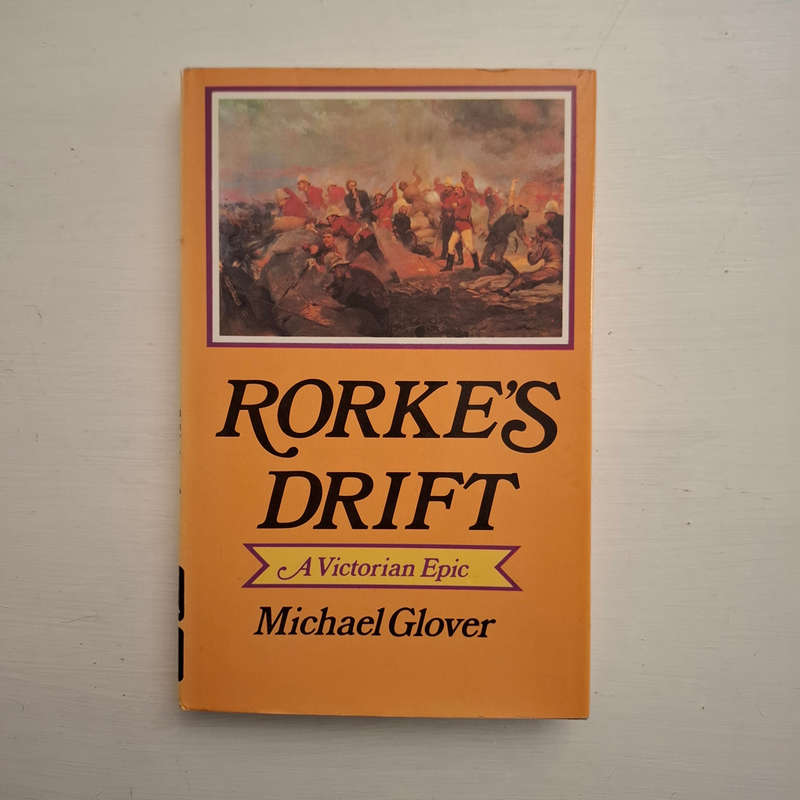 RORKE'S
DRIFT
A Victorian Epic
Michael Glover